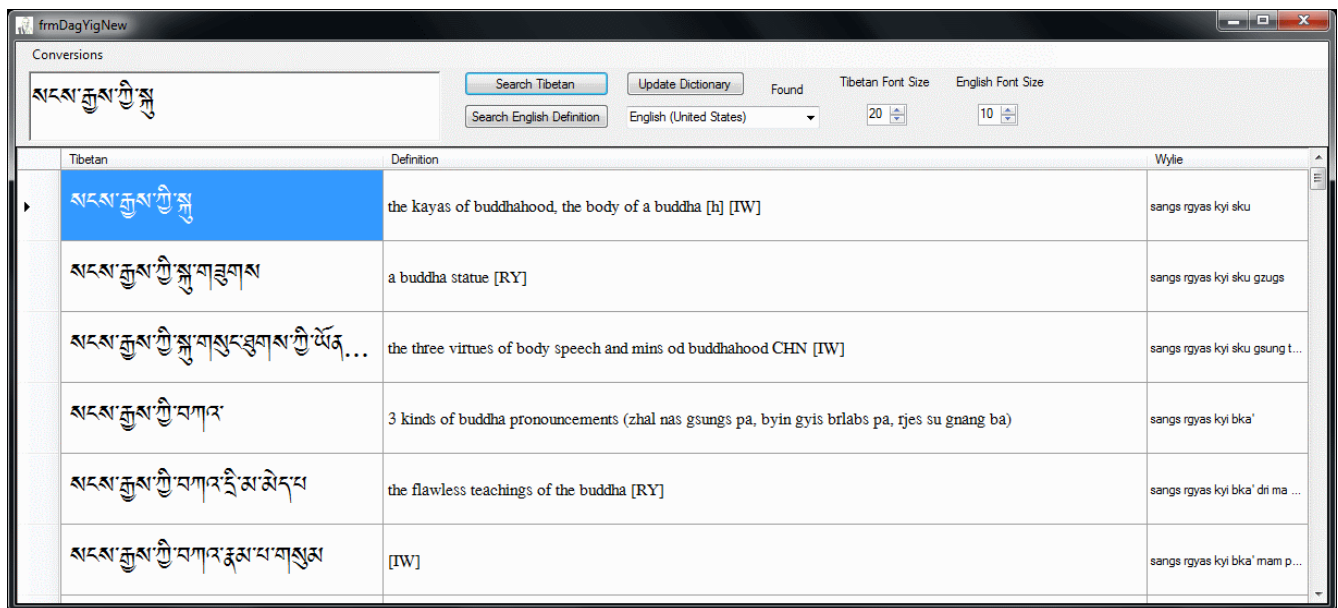 frmDagYigNew
Conversions
སངས་རྒྱས་ཀྱི་སྐུ
Search Tibetan Update Dictionary Found Tibetan Font Size English Font Size
Search English Definition English (United States) 20 10
Tibetan Definition Wylie
སངས་རྒྱས་ཀྱི་སྐུ the kayas of buddhahood, the body of a buddha [h] [IW] sangs rgyas kyi sku
སངས་རྒྱས་ཀྱི་སྐུ་གཟུགས a buddha statue [RY] sangs rgyas kyi sku gzugs
སངས་རྒྱས་ཀྱི་སྐུ་གསུང་ཐུགས་ཀྱི་ཡོན... the three virtues of body speech and mins od buddhahood CHN [IW] sangs rgyas kyi sku gsung t...
སངས་རྒྱས་ཀྱི་བཀའ་ 3 kinds of buddha pronouncements (zhal nas gsungs pa, byin gyis brlabs pa, rjes su gnang ba) sangs rgyas kyi bka'
སངས་རྒྱས་ཀྱི་བཀའ་དྲི་མ་མེད་པ the flawless teachings of the buddha [RY] sangs rgyas kyi bka' dri ma ...
སངས་རྒྱས་ཀྱི་བཀའ་རྣམ་པ་གསུམ [IW] sangs rgyas kyi bka' rnam p...